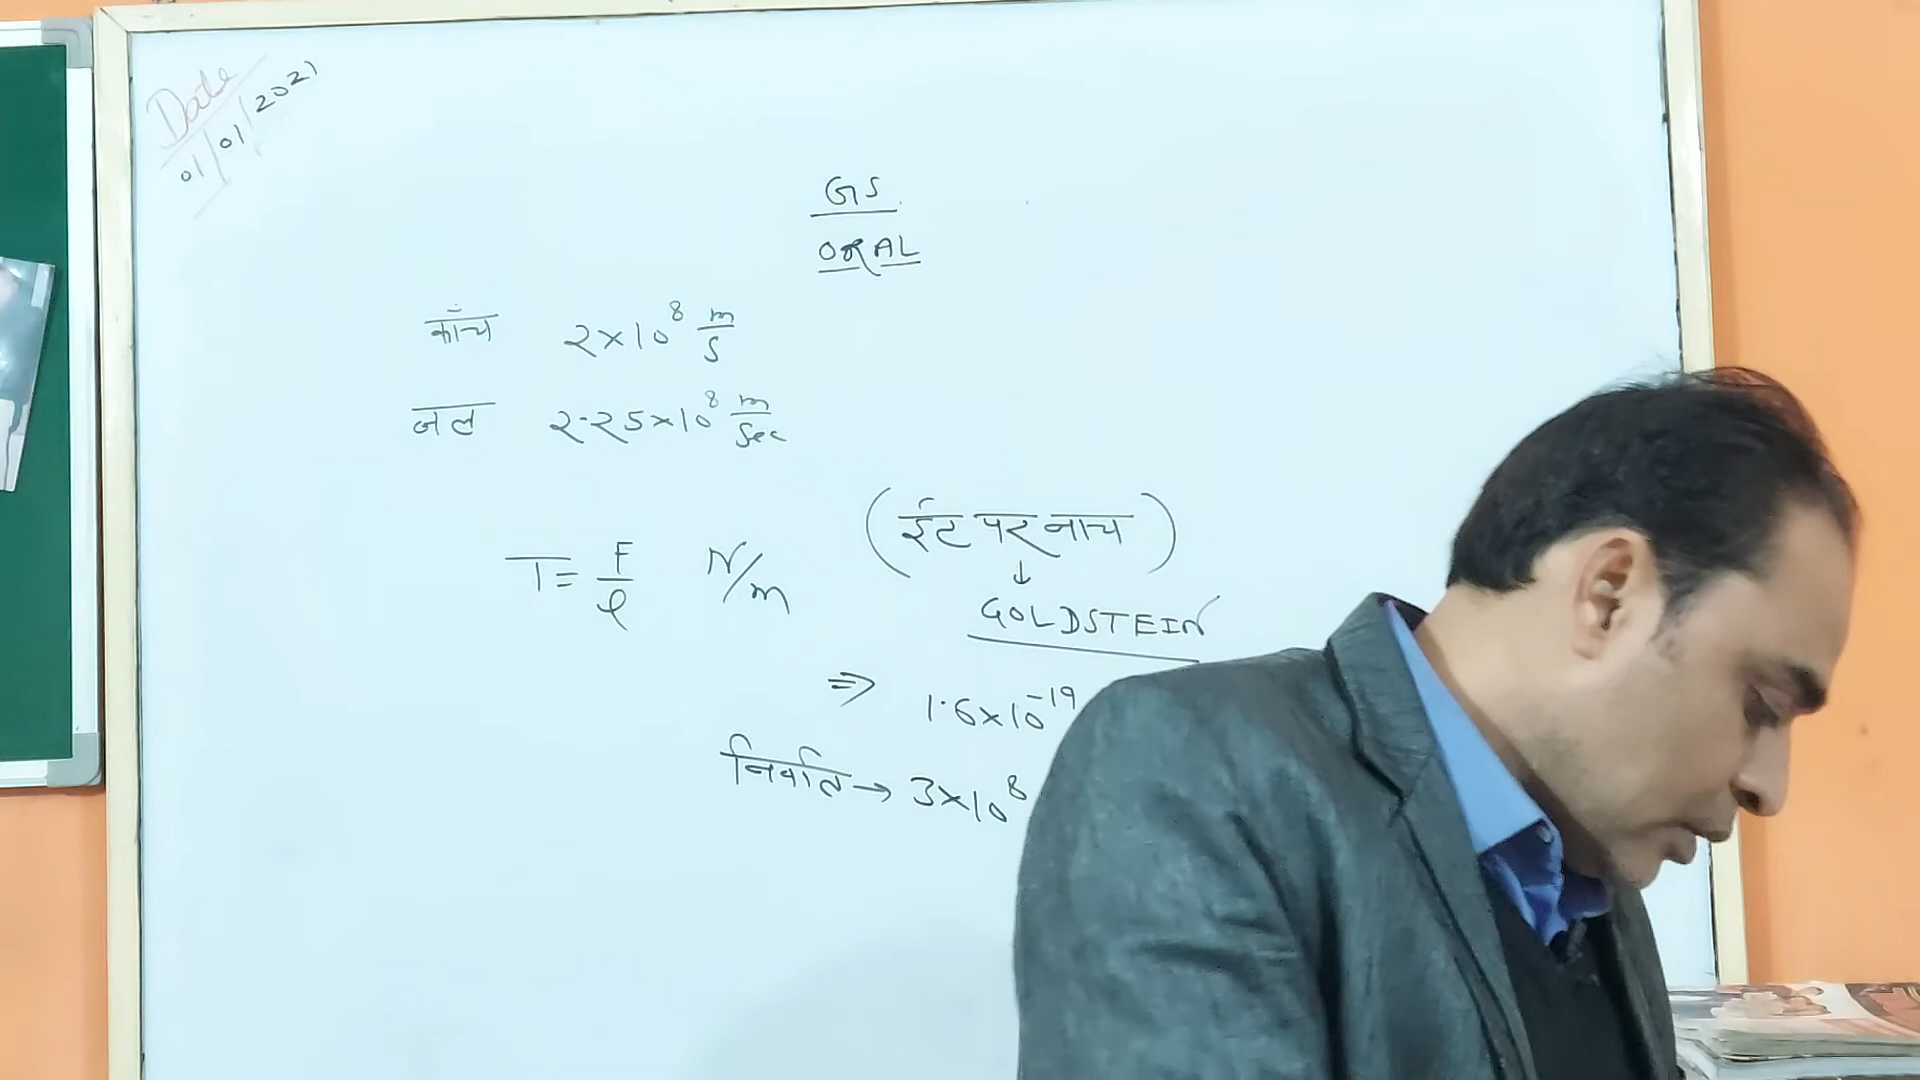 Date
01/01/2021
GS
ORAL
काँच 2×10⁸ m/s
जल 2.25×10⁸ m/sec
(ईंट पर नाच)
↓
T = F/l N/m
GOLDSTEIN
⇒ 1.6×10⁻¹⁹
निर्वात → 3×10⁸